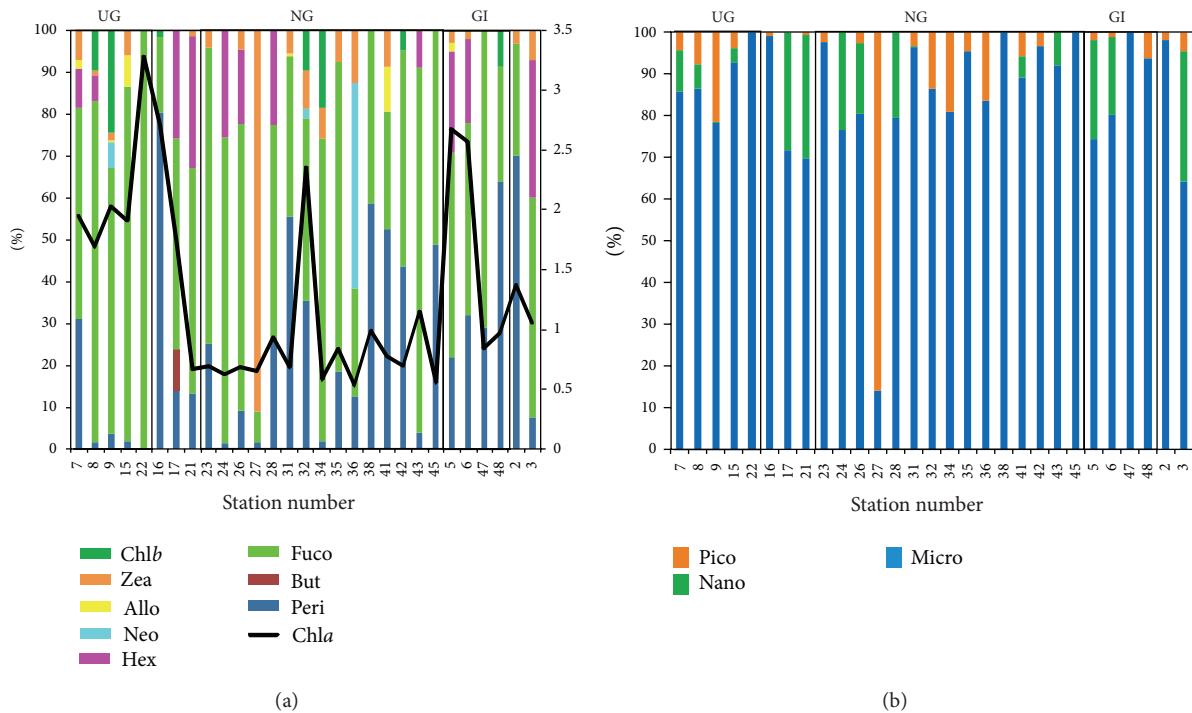 UG NG GI
100
90
80
70
60
50
40
30
20
10
0
(%)
3.5
3
2.5
2
1.5
1
0.5
0
7 8 9 15 22 16 17 21 23 24 26 27 28 31 32 34 35 36 38 41 42 43 45 5 6 47 48 2 3
Station number
Chlb
Zea
Allo
Neo
Hex
Fuco
But
Peri
Chla
(a)
UG NG GI
100
90
80
70
60
50
40
30
20
10
0
(%)
7 8 9 15 22 16 17 21 23 24 26 27 28 31 32 34 35 36 38 41 42 43 45 5 6 47 48 2 3
Station number
Pico
Nano
Micro
(b)